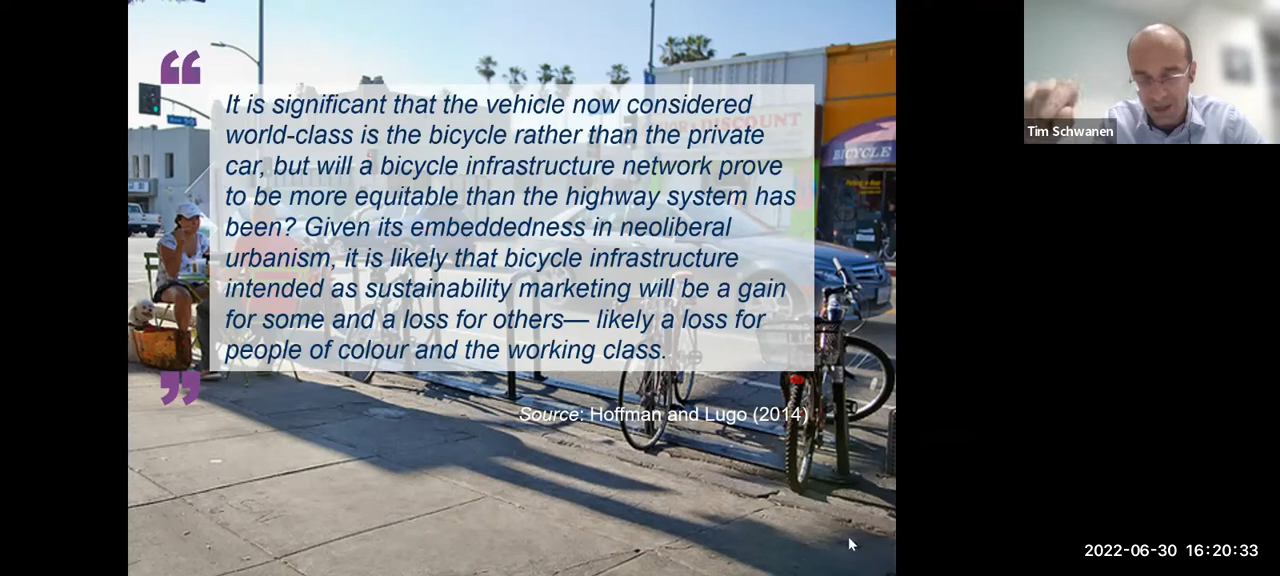 It is significant that the vehicle now considered
world-class is the bicycle rather than the private
car, but will a bicycle infrastructure network prove
to be more equitable than the highway system has
been? Given its embeddedness in neoliberal
urbanism, it is likely that bicycle infrastructure
intended as sustainability marketing will be a gain
for some and a loss for others— likely a loss for
people of colour and the working class.
Source: Hoffman and Lugo (2014)
DISCOUNT
BICYCLE
Tim Schwanen
2022-06-30 16:20:33